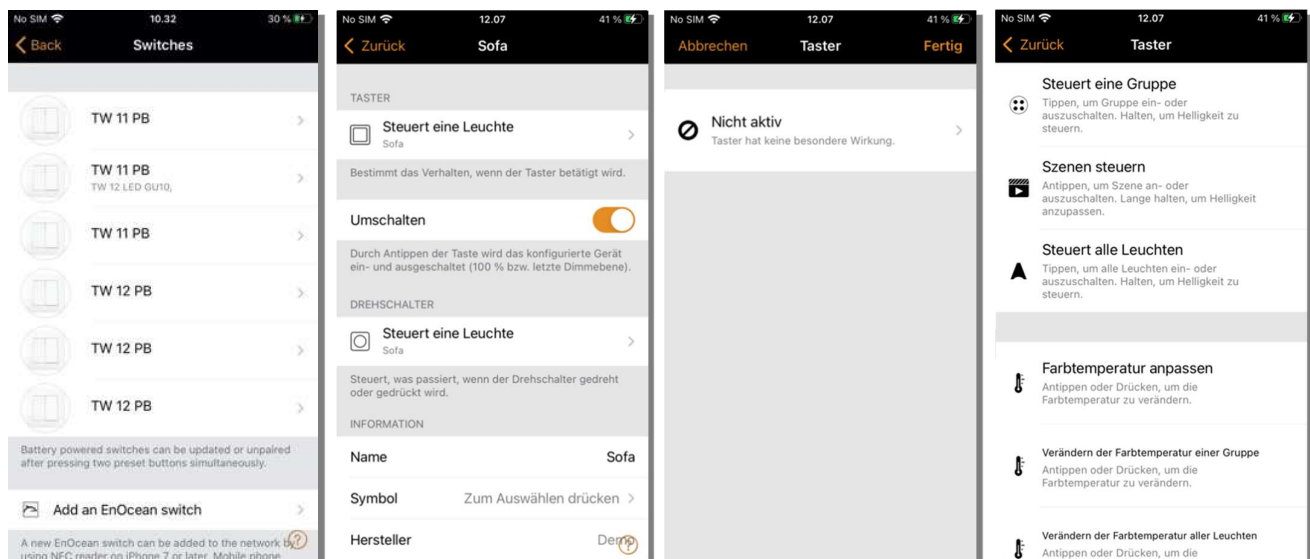 No SIM 10.32 30 %
Back Switches
TW 11 PB
TW 11 PB
TW 12 LED GU10,
TW 11 PB
TW 12 PB
TW 12 PB
TW 12 PB
Battery powered switches can be updated or unpaired
after pressing two preset buttons simultaneously.
Add an EnOcean switch
A new EnOcean switch can be added to the network by
using NFC reader on iPhone 7 or later. Mobile phone
?
No SIM 12.07 41 %
Zurück Sofa
TASTER
Steuert eine Leuchte
Sofa
Bestimmt das Verhalten, wenn der Taster betätigt wird.
Umschalten
Durch Antippen der Taste wird das konfigurierte Gerät
ein- und ausgeschaltet (100 % bzw. letzte Dimmebene).
DREHSCHALTER
Steuert eine Leuchte
Sofa
Steuert, was passiert, wenn der Drehschalter gedreht
oder gedrückt wird.
INFORMATION
Name Sofa
Symbol Zum Auswählen drücken
Hersteller Demo
?
No SIM 12.07 41 %
Abbrechen Taster Fertig
Nicht aktiv
Taster hat keine besondere Wirkung.
No SIM 12.07 41 %
Zurück Taster
Steuert eine Gruppe
Tippen, um Gruppe ein- oder
auszuschalten. Halten, um Helligkeit zu
steuern.
Szenen steuern
Antippen, um Szene an- oder
auszuschalten. Lange halten, um Helligkeit
anzupassen.
Steuert alle Leuchten
Tippen, um alle Leuchten ein- oder
auszuschalten. Halten, um Helligkeit zu
steuern.
Farbtemperatur anpassen
Antippen oder Drücken, um die
Farbtemperatur zu verändern.
Verändern der Farbtemperatur einer Gruppe
Antippen oder Drücken, um die
Farbtemperatur zu verändern.
Verändern der Farbtemperatur aller Leuchten
Antippen oder Drücken, um die